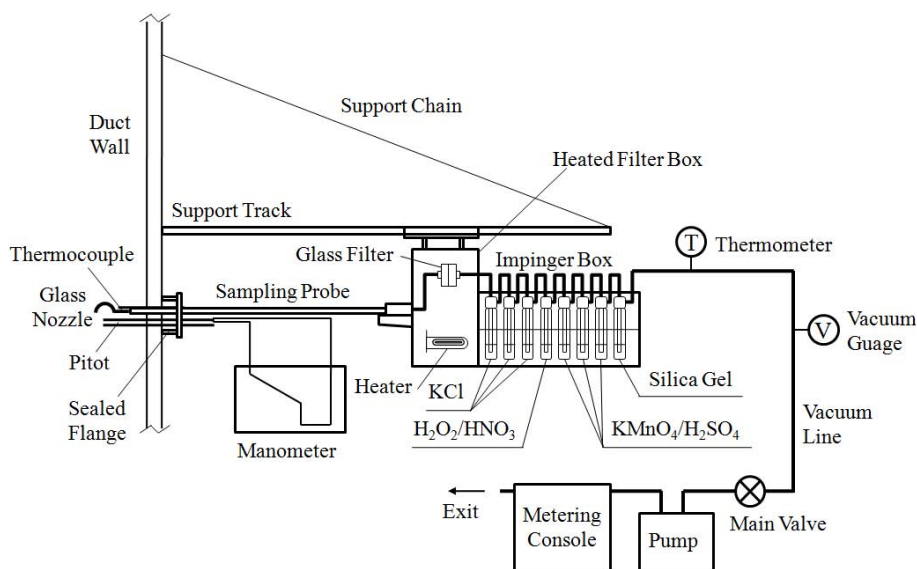 Support Chain
Duct
Wall
Heated Filter Box
Support Track
T
Thermometer
Thermocouple
Glass Filter
Impinger Box
Glass
Nozzle
Sampling Probe
V
Vacuum
Guage
Pitot
Heater
KCl
Silica Gel
Sealed
Flange
Manometer
H₂O₂/HNO₃
KMnO₄/H₂SO₄
Vacuum
Line
Exit
Metering
Console
Pump
Main Valve